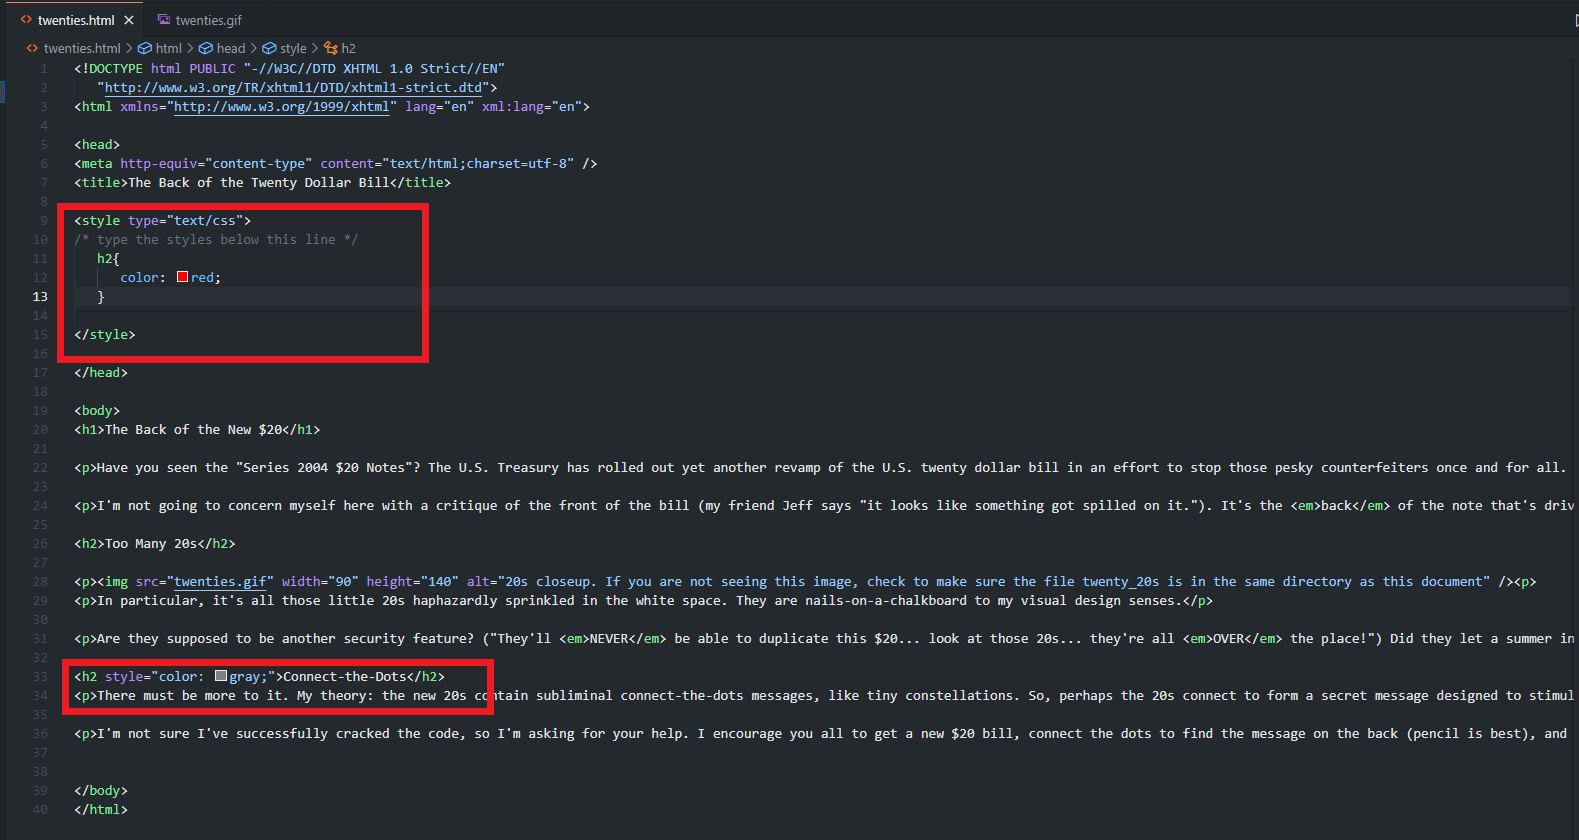 twenties.html
twenties.gif
twenties.html > html > head > style > h2
1 <!DOCTYPE html PUBLIC "-//W3C//DTD XHTML 1.0 Strict//EN"
2 "http://www.w3.org/TR/xhtml1/DTD/xhtml1-strict.dtd">
3 <html xmlns="http://www.w3.org/1999/xhtml" lang="en" xml:lang="en">
4
5 <head>
6 <meta http-equiv="content-type" content="text/html;charset=utf-8" />
7 <title>The Back of the Twenty Dollar Bill</title>
8
9 <style type="text/css">
10 /* type the styles below this line */
11 h2{
12 color: red;
13 }
14
15 </style>
16
17 </head>
18
19 <body>
20 <h1>The Back of the New $20</h1>
21
22 <p>Have you seen the "Series 2004 $20 Notes"? The U.S. Treasury has rolled out yet another revamp of the U.S. twenty dollar bill in an effort to stop those pesky counterfeiters once and for all.
23
24 <p>I'm not going to concern myself here with a critique of the front of the bill (my friend Jeff says "it looks like something got spilled on it."). It's the <em>back</em> of the note that's driv
25
26 <h2>Too Many 20s</h2>
27
28 <p><img src="twenties.gif" width="90" height="140" alt="20s closeup. If you are not seeing this image, check to make sure the file twenty_20s is in the same directory as this document" /><p>
29 <p>In particular, it's all those little 20s haphazardly sprinkled in the white space. They are nails-on-a-chalkboard to my visual design senses.</p>
30
31 <p>Are they supposed to be another security feature? ("They'll <em>NEVER</em> be able to duplicate this $20... look at those 20s... they're all <em>OVER</em> the place!") Did they let a summer in
32
33 <h2 style="color: gray;">Connect-the-Dots</h2>
34 <p>There must be more to it. My theory: the new 20s contain subliminal connect-the-dots messages, like tiny constellations. So, perhaps the 20s connect to form a secret message designed to stimul
35
36 <p>I'm not sure I've successfully cracked the code, so I'm asking for your help. I encourage you all to get a new $20 bill, connect the dots to find the message on the back (pencil is best), and
37
38
39 </body>
40 </html>